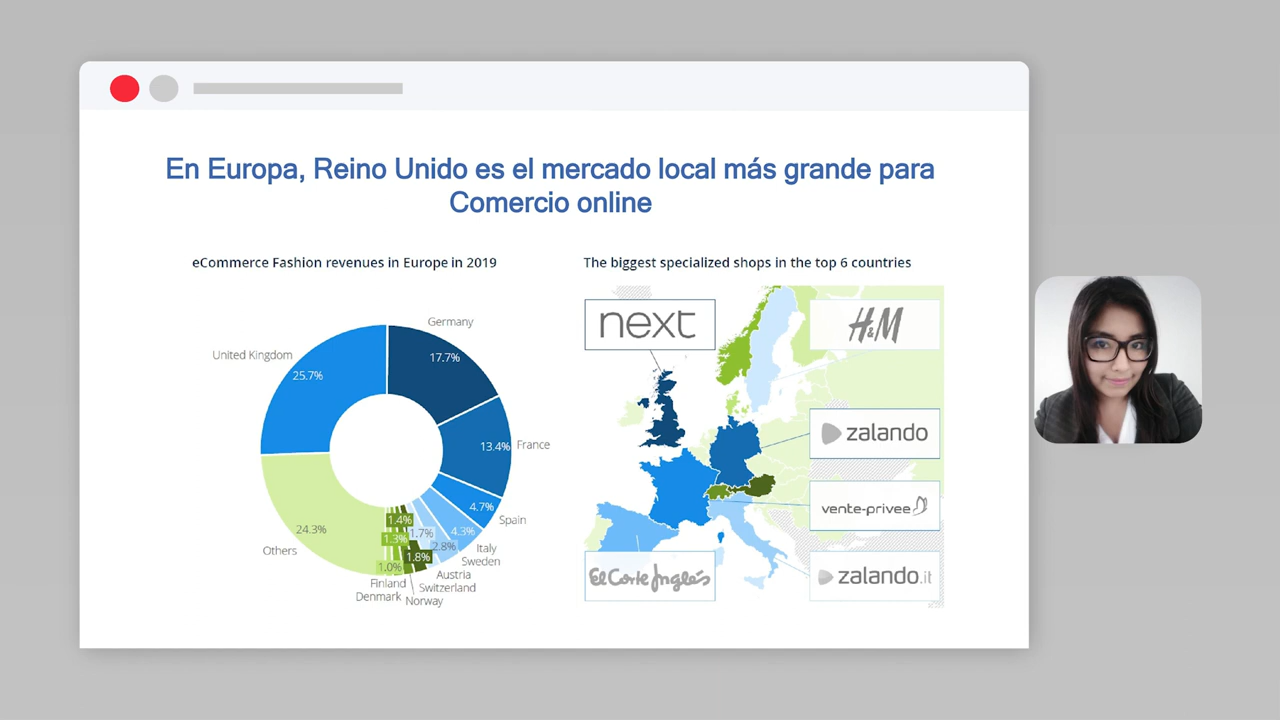 En Europa, Reino Unido es el mercado local más grande para
Comercio online
eCommerce Fashion revenues in Europe in 2019
The biggest specialized shops in the top 6 countries
Germany
17.7%
United Kingdom
25.7%
13.4%
France
4.7%
Spain
4.3%
Italy
2.8%
Sweden
1.7%
Austria
1.8%
Switzerland
1.4%
Norway
1.3%
Denmark
1.0%
Finland
24.3%
Others
next
H&M
zalando
vente-privee
El Corte Inglés
zalando.it